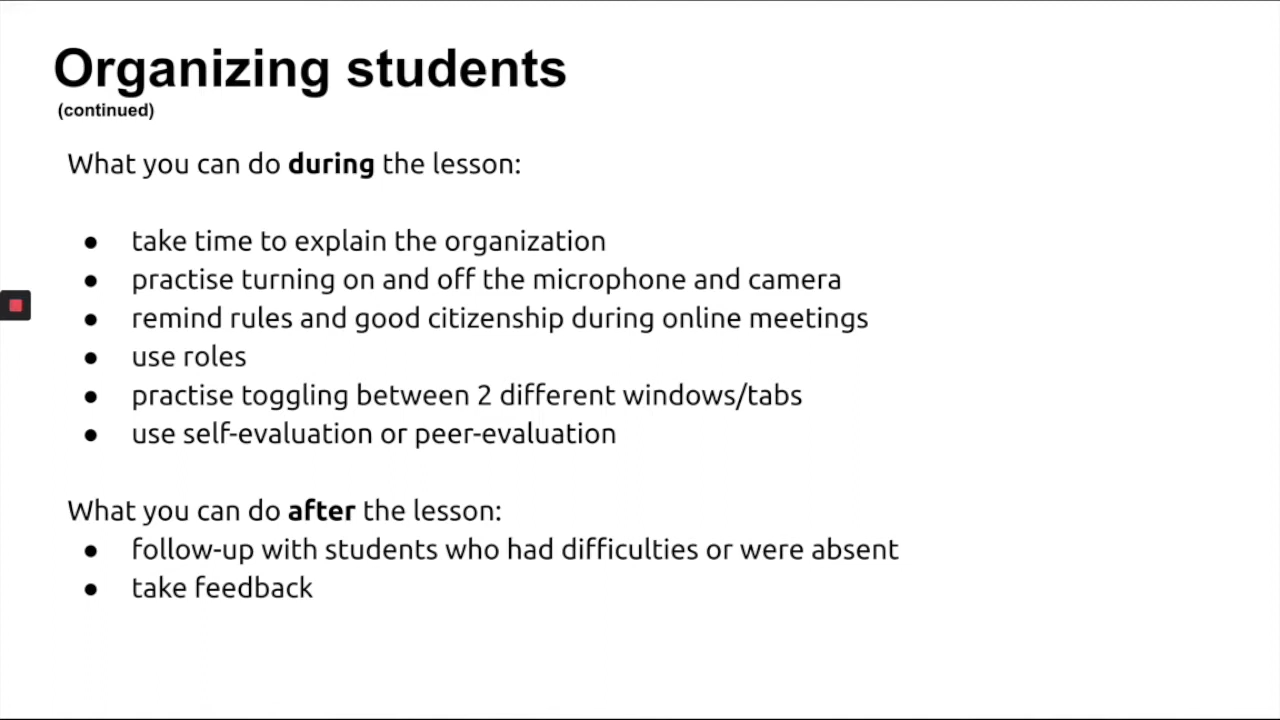 Organizing students
(continued)
What you can do during the lesson:
● take time to explain the organization
● practise turning on and off the microphone and camera
● remind rules and good citizenship during online meetings
● use roles
● practise toggling between 2 different windows/tabs
● use self-evaluation or peer-evaluation
What you can do after the lesson:
● follow-up with students who had difficulties or were absent
● take feedback